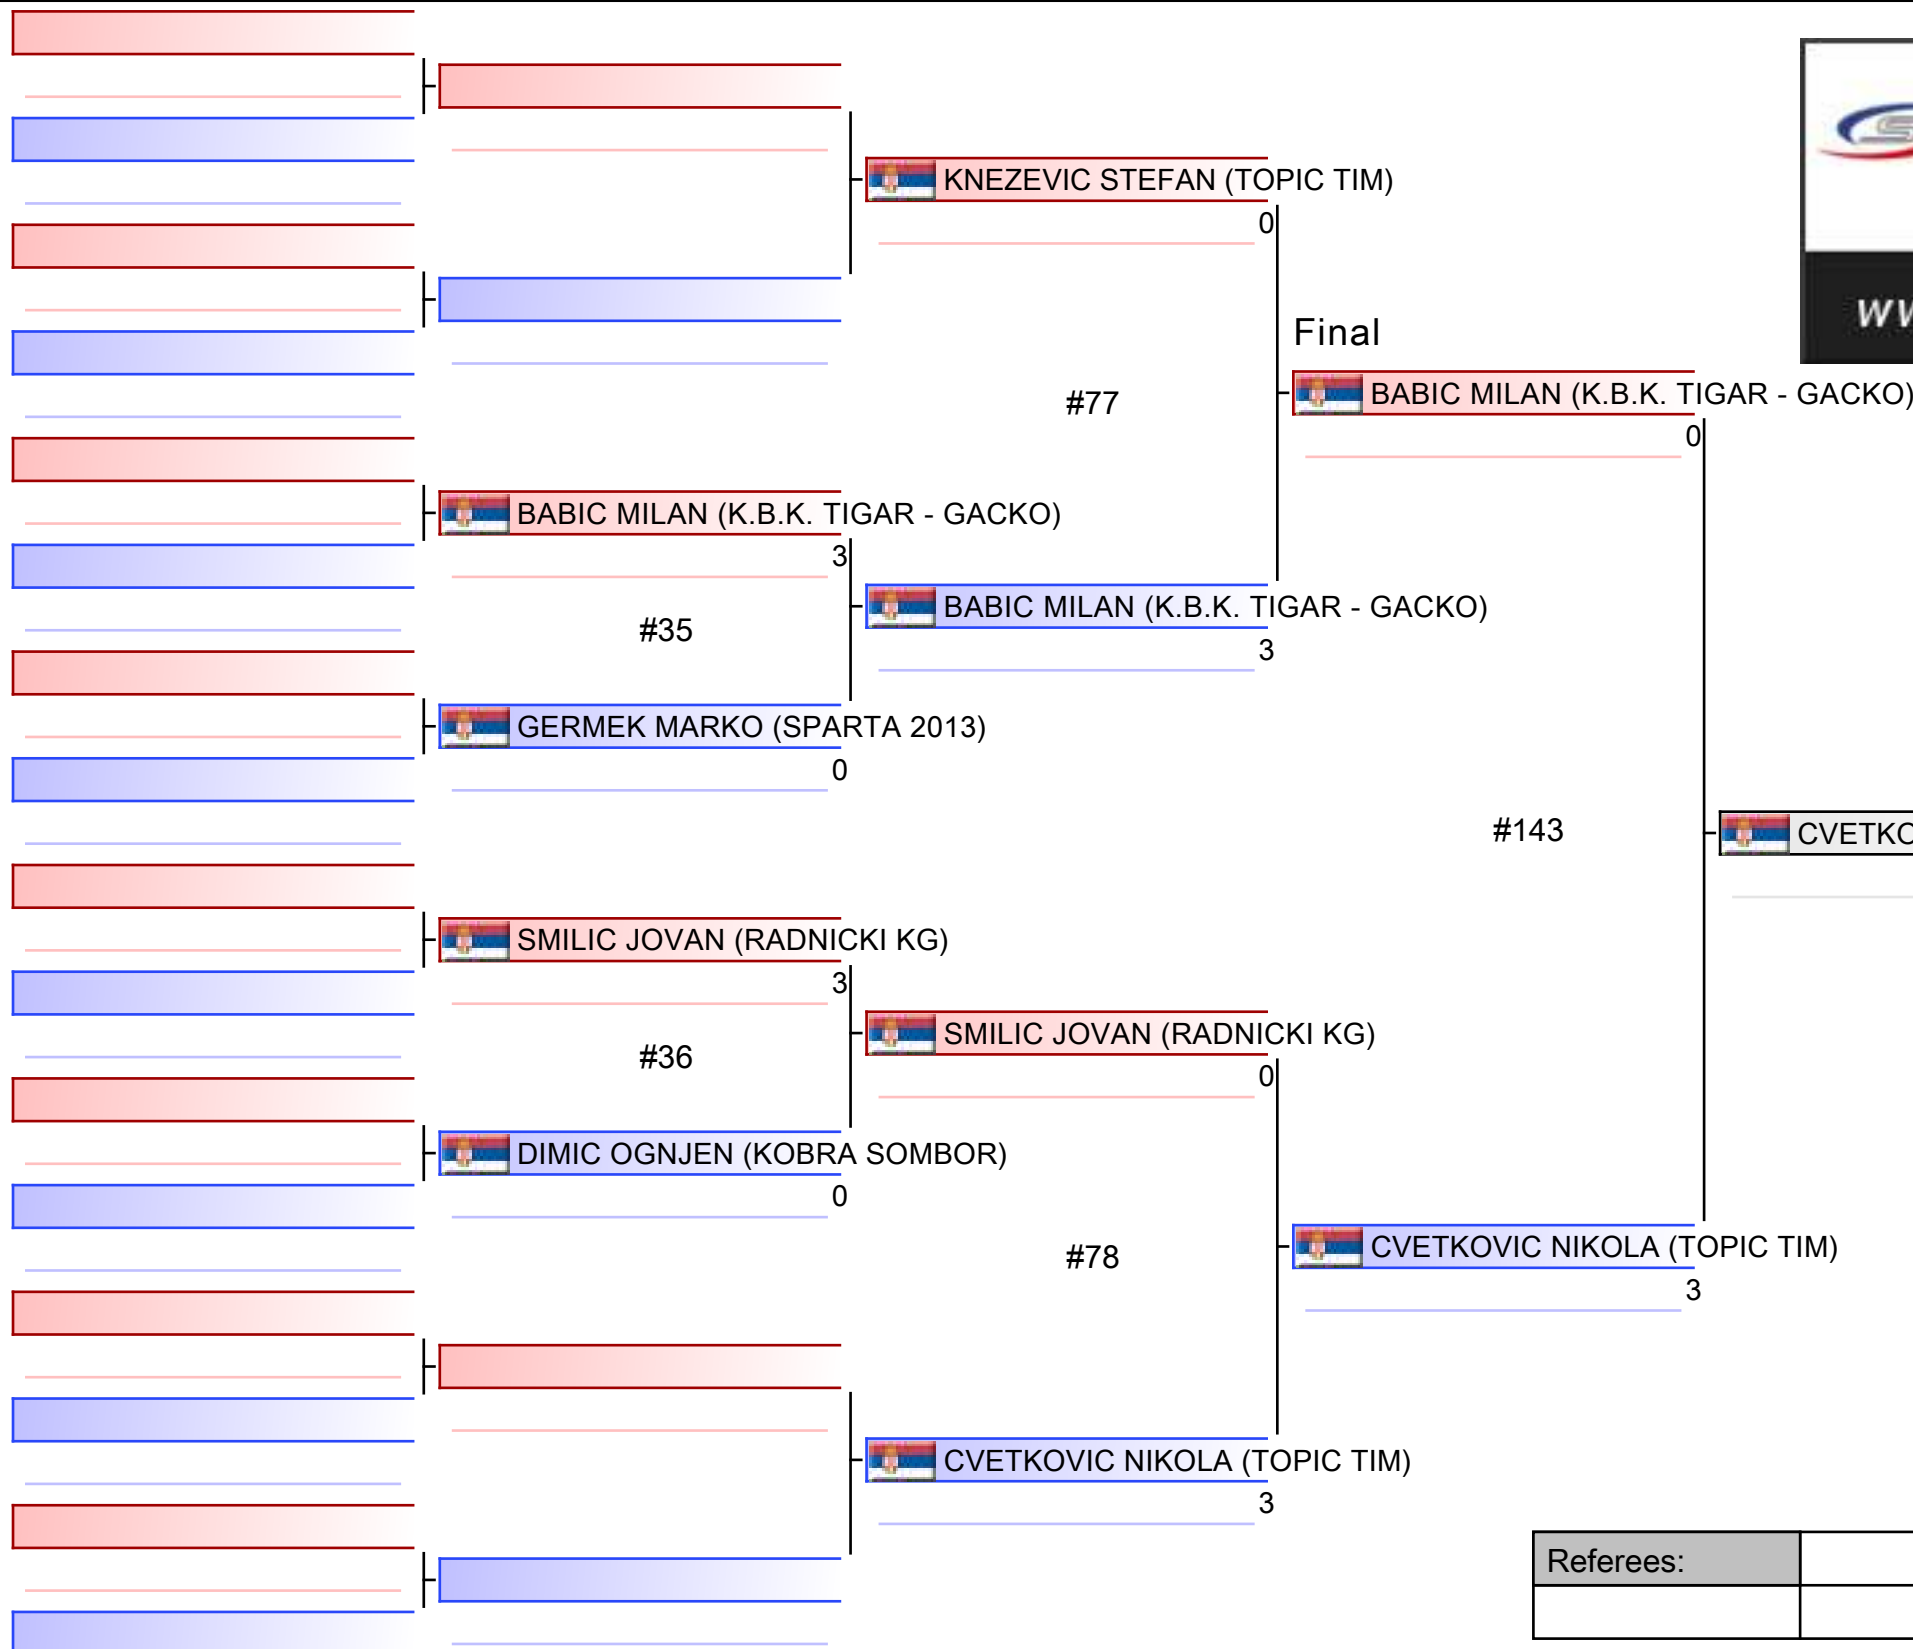 KNEZEVIC STEFAN (TOPIC TIM)
0
Final
#77
BABIC MILAN (K.B.K. TIGAR - GACKO)
0
BABIC MILAN (K.B.K. TIGAR - GACKO)
3
#35
BABIC MILAN (K.B.K. TIGAR - GACKO)
3
GERMEK MARKO (SPARTA 2013)
0
#143
CVETKO
SMILIC JOVAN (RADNICKI KG)
3
#36
SMILIC JOVAN (RADNICKI KG)
0
DIMIC OGNJEN (KOBRA SOMBOR)
0
#78
CVETKOVIC NIKOLA (TOPIC TIM)
3
CVETKOVIC NIKOLA (TOPIC TIM)
3
Referees: